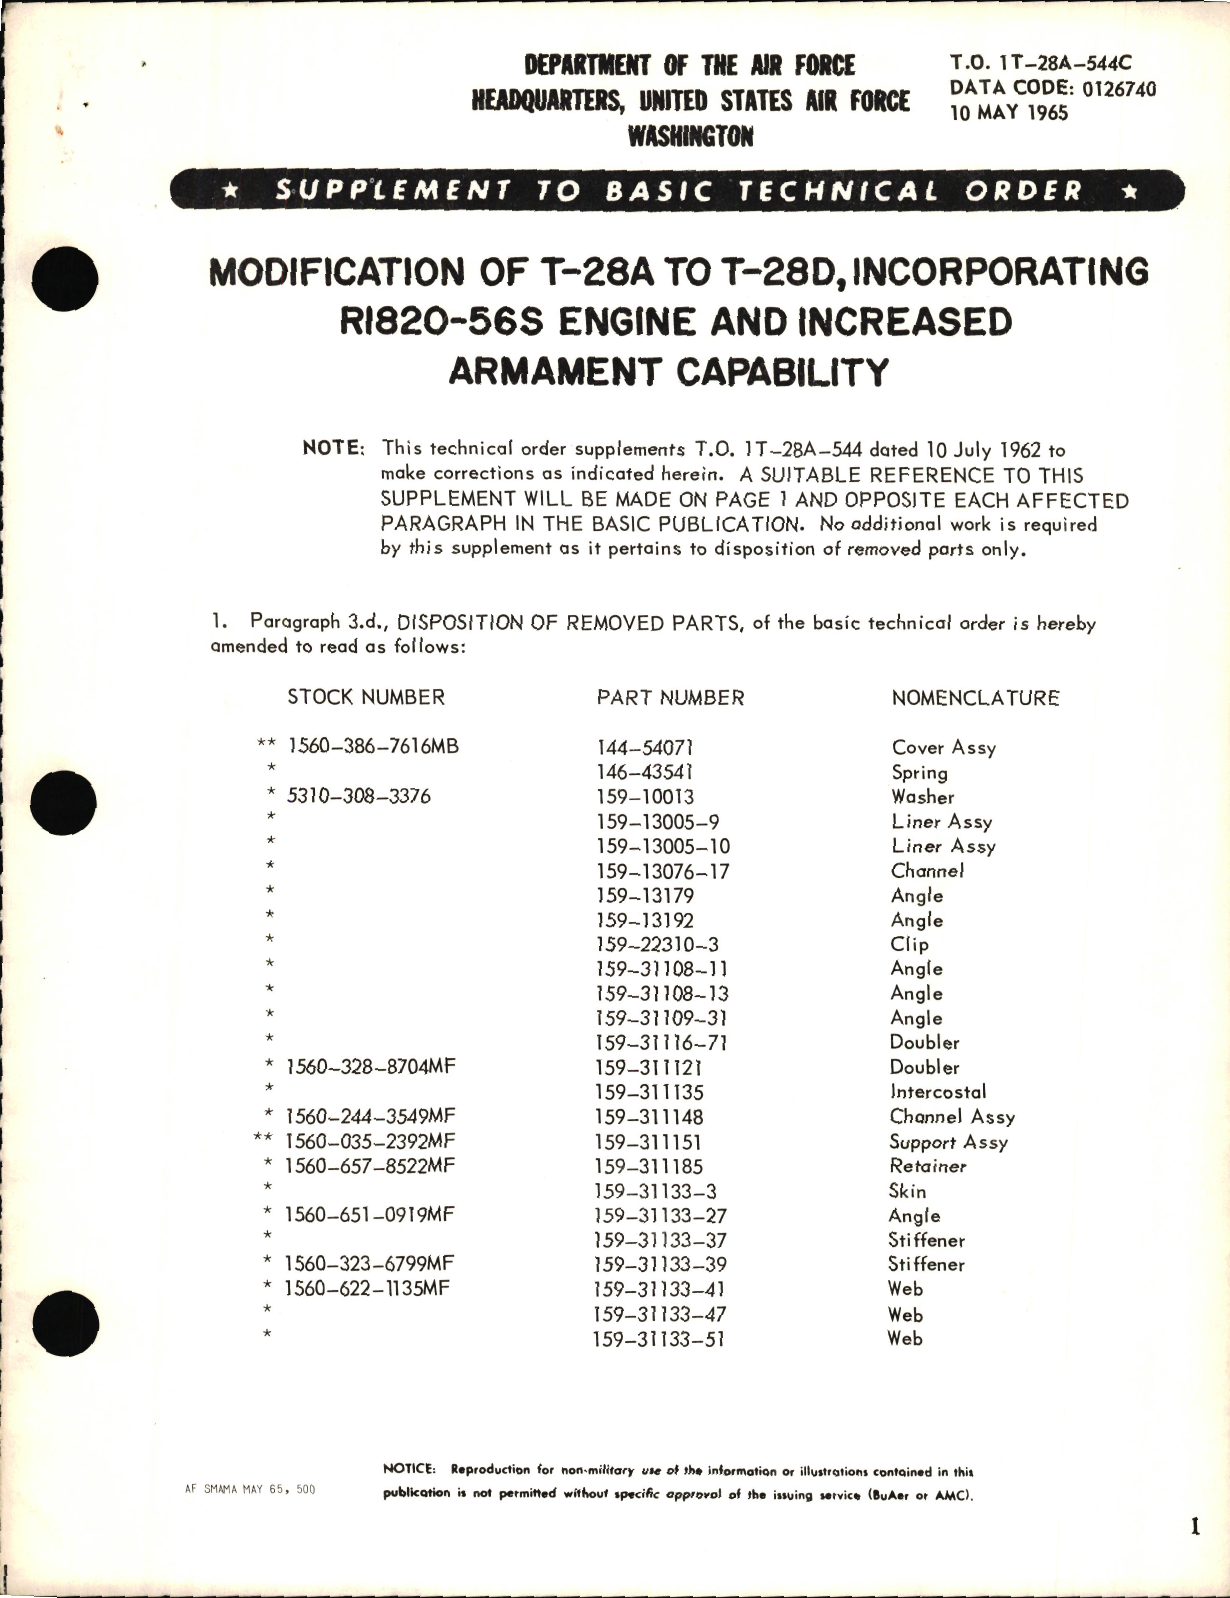 DEPARTMENT OF THE AIR FORCE
HEADQUARTERS, UNITED STATES AIR FORCE
WASHINGTON
T.O. 1T-28A-544C
DATA CODE: 0126740
10 MAY 1965
★ SUPPLEMENT TO BASIC TECHNICAL ORDER ★
MODIFICATION OF T-28A TO T-28D, INCORPORATING
R1820-56S ENGINE AND INCREASED
ARMAMENT CAPABILITY
NOTE: This technical order supplements T.O. 1T-28A-544 dated 10 July 1962 to
make corrections as indicated herein. A SUITABLE REFERENCE TO THIS
SUPPLEMENT WILL BE MADE ON PAGE 1 AND OPPOSITE EACH AFFECTED
PARAGRAPH IN THE BASIC PUBLICATION. No additional work is required
by this supplement as it pertains to disposition of removed parts only.
1. Paragraph 3.d., DISPOSITION OF REMOVED PARTS, of the basic technical order is hereby
amended to read as follows:
STOCK NUMBER PART NUMBER NOMENCLATURE
** 1560-386-7616MB 144-54071 Cover Assy
* 146-43541 Spring
* 5310-308-3376 159-10013 Washer
* 159-13005-9 Liner Assy
* 159-13005-10 Liner Assy
* 159-13076-17 Channel
* 159-13179 Angle
* 159-13192 Angle
* 159-22310-3 Clip
* 159-31108-11 Angle
* 159-31108-13 Angle
* 159-31109-31 Angle
* 159-31116-71 Doubler
* 1560-328-8704MF 159-311121 Doubler
* 159-311135 Intercostal
* 1560-244-3549MF 159-311148 Channel Assy
** 1560-035-2392MF 159-311151 Support Assy
* 1560-657-8522MF 159-311185 Retainer
* 159-31133-3 Skin
* 1560-651-0919MF 159-31133-27 Angle
* 159-31133-37 Stiffener
* 1560-323-6799MF 159-31133-39 Stiffener
* 1560-622-1135MF 159-31133-41 Web
* 159-31133-47 Web
* 159-31133-51 Web
AF SMAMA MAY 65, 500
NOTICE: Reproduction for non-military use of the information or illustrations contained in this
publication is not permitted without specific approval of the issuing service (BuAer or AMC).
1